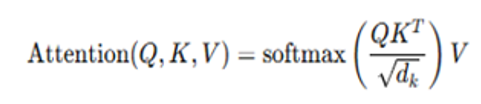 Attention(Q, K, V) = softmax(QK^T / √d_k) V